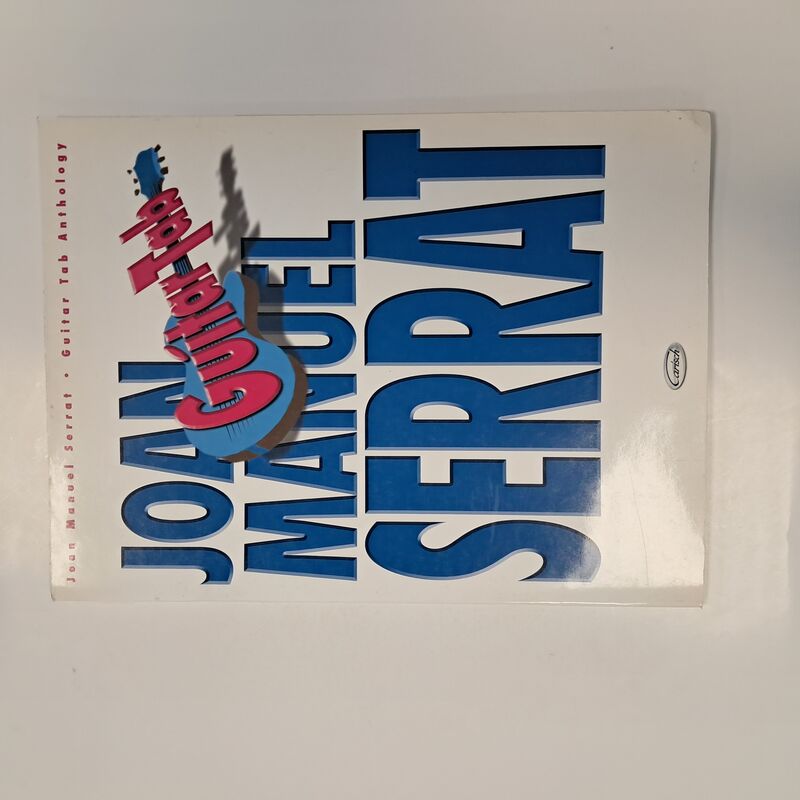 Joan Manuel Serrat • Guitar Tab Anthology
JOAN
Guitar Tab
MANUEL
SERRAT
Carisch